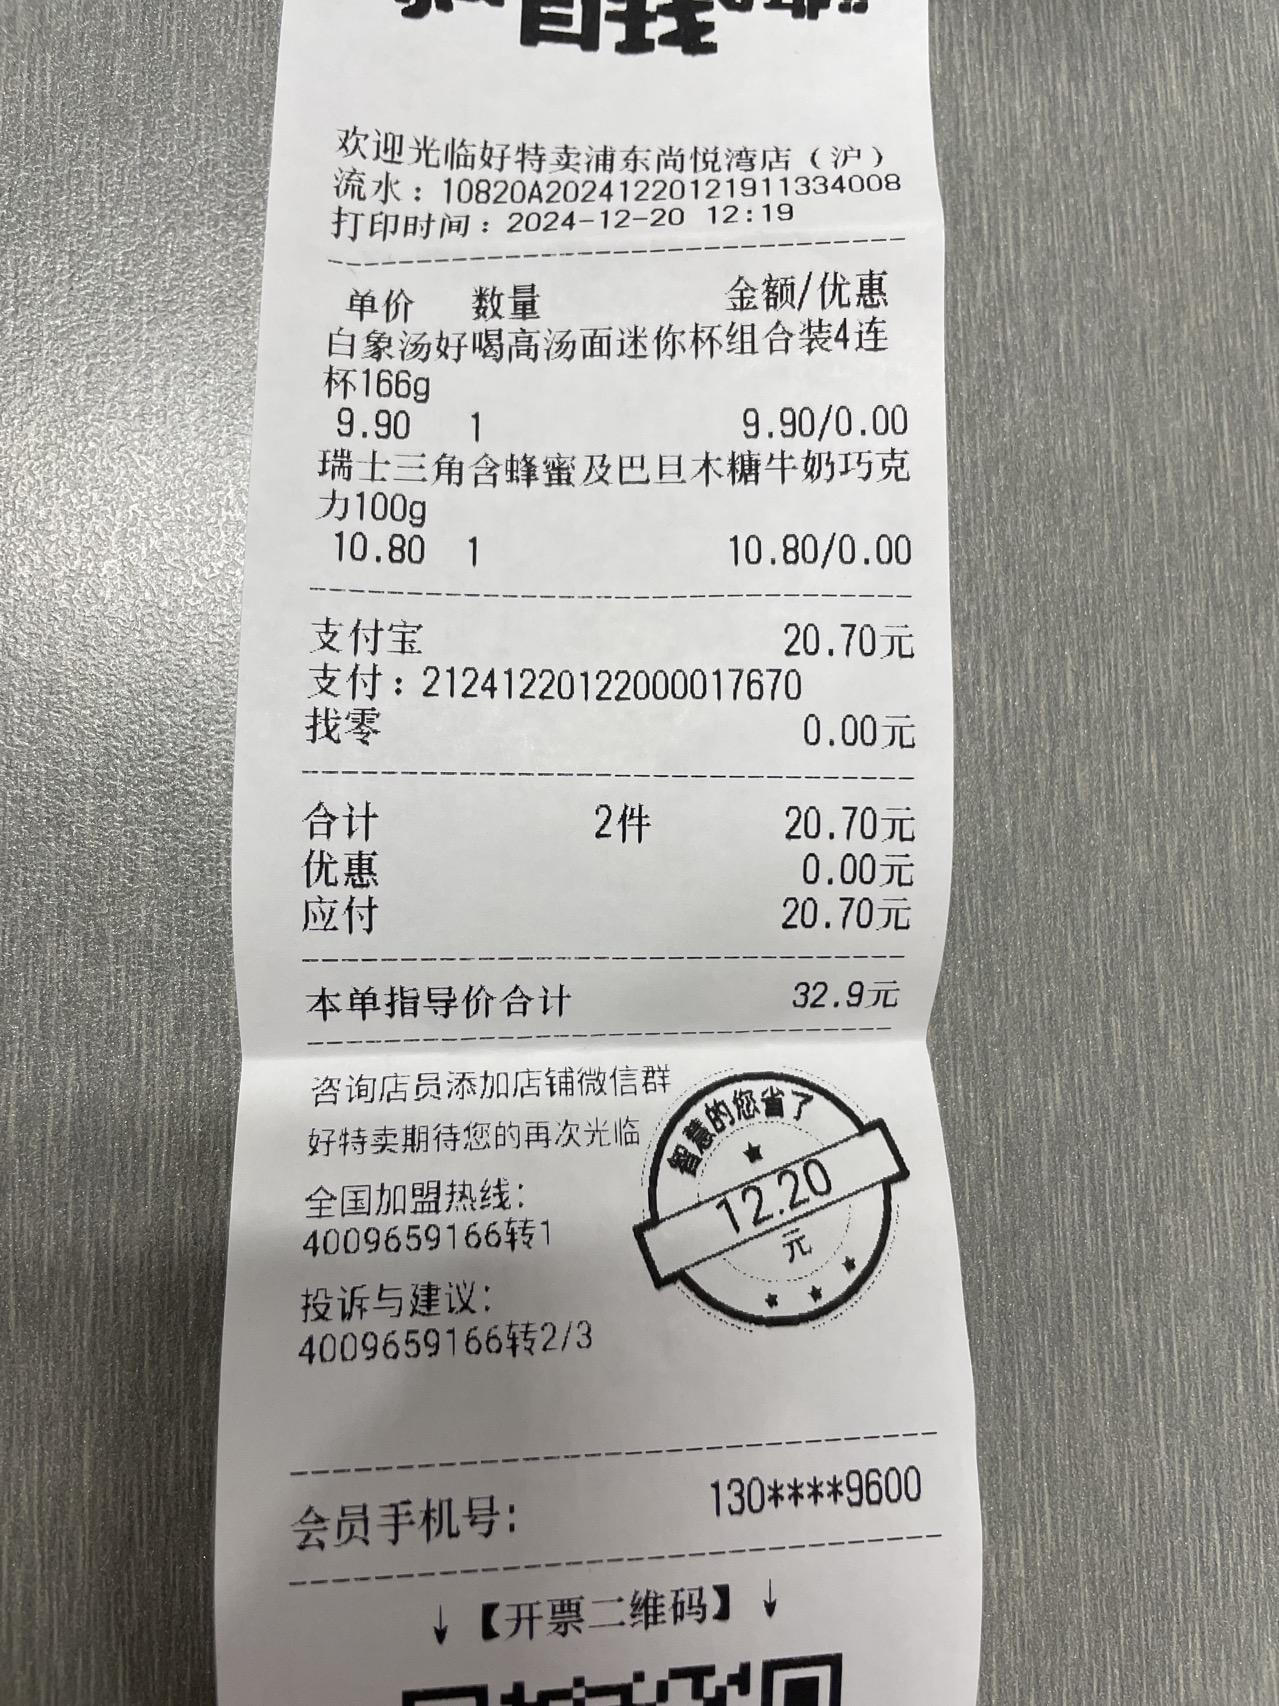 欢迎光临好特卖浦东尚悦湾店（沪）
流水：10820A20241220121911334008
打印时间：2024-12-20 12:19
单价 数量 金额/优惠
白象汤好喝高汤面迷你杯组合装4连
杯166g
9.90 1 9.90/0.00
瑞士三角含蜂蜜及巴旦木糖牛奶巧克
力100g
10.80 1 10.80/0.00
支付宝 20.70元
支付：21241220122000017670
找零 0.00元
合计 2件 20.70元
优惠 0.00元
应付 20.70元
本单指导价合计 32.9元
咨询店员添加店铺微信群
好特卖期待您的再次光临
全国加盟热线：
4009659166转1
投诉与建议：
4009659166转2/3
智慧的您省了
12.20
元
会员手机号： 130****9600
↓【开票二维码】↓